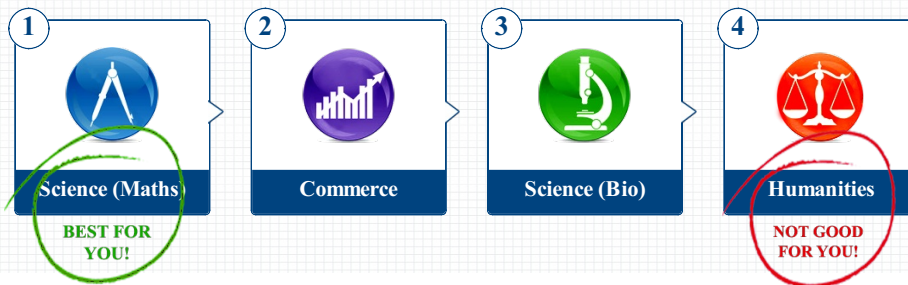 1
2
3
4
Science (Maths)
Commerce
Science (Bio)
Humanities
BEST FOR
YOU!
NOT GOOD
FOR YOU!